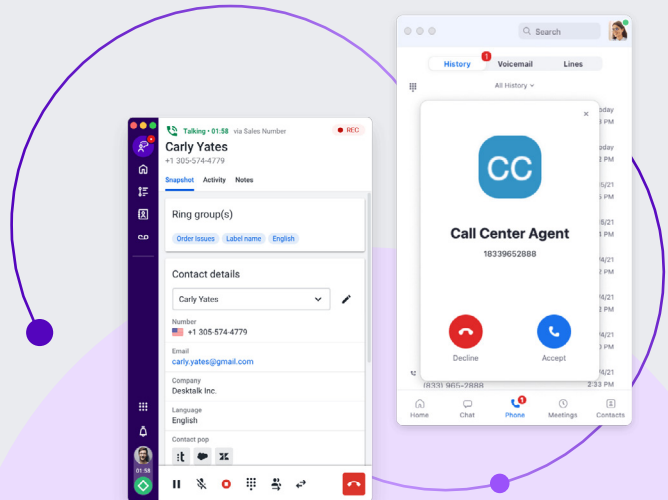 Talking • 01:58 via Sales Number
REC
Carly Yates
+1 305-574-4779
Snapshot Activity Notes
Ring group(s)
Order Issues Label name English
Contact details
Carly Yates
Number
+1 305-574-4779
Email
carly.yates@gmail.com
Company
Desktalk Inc.
Language
English
Contact pop
:t
01:58
Search
History 1 Voicemail Lines
All History
CC
Call Center Agent
18339652888
Decline Accept
(833) 965-2888
2:33 PM
1
Home Chat Phone Meetings Contacts